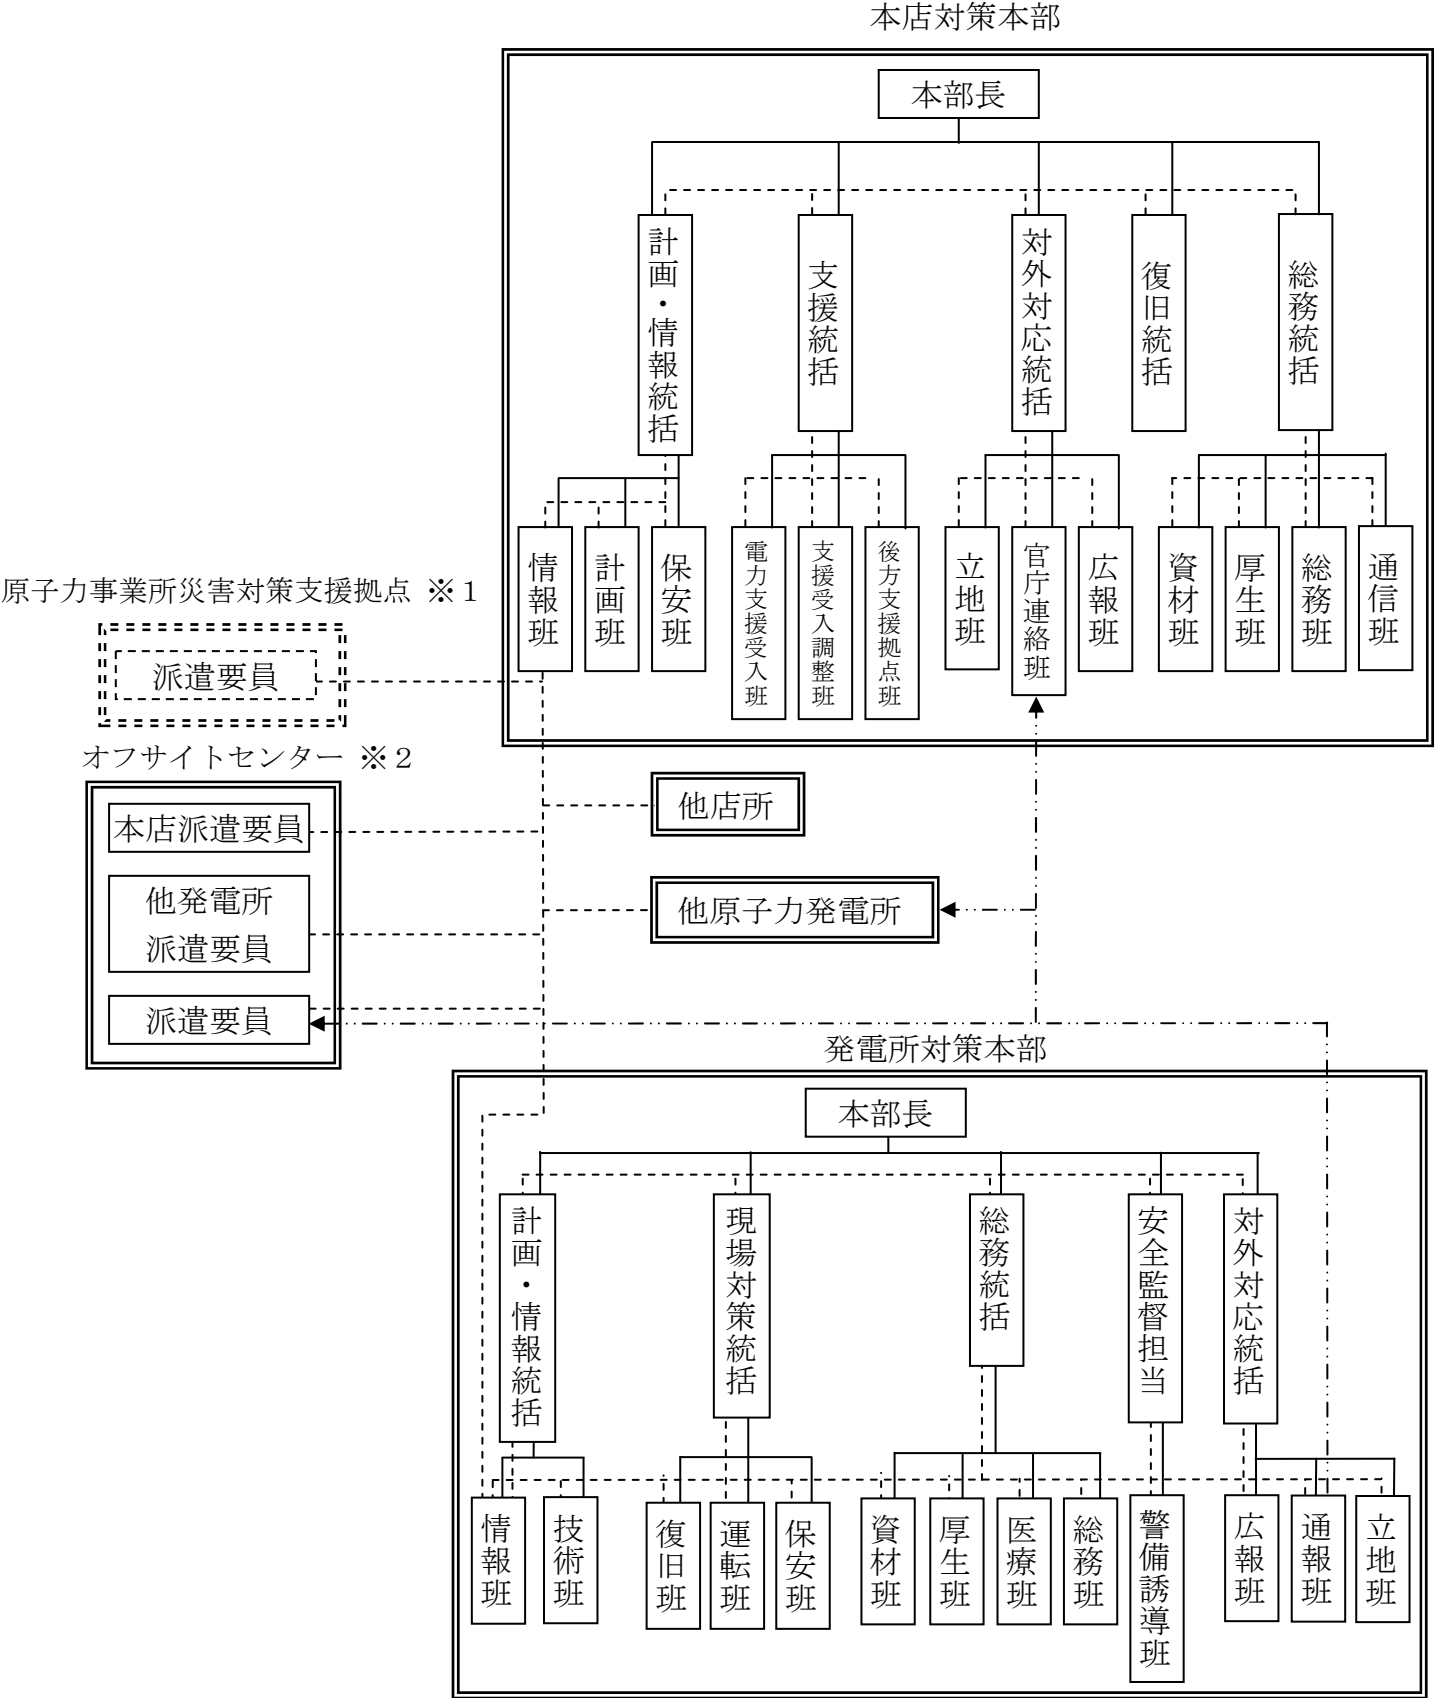 本店対策本部
本部長
計画・情報統括
支援統括
対外対応統括
復旧統括
総務統括
情報班
計画班
保安班
電力支援受入班
支援受入調整班
後方支援拠点班
立地班
官庁連絡班
広報班
資材班
厚生班
総務班
通信班
原子力事業所災害対策支援拠点 ※1
派遣要員
オフサイトセンター ※2
本店派遣要員
他発電所
派遣要員
派遣要員
他店所
他原子力発電所
発電所対策本部
本部長
計画・情報統括
現場対策統括
総務統括
安全監督担当
対外対応統括
情報班
技術班
復旧班
運転班
保安班
資材班
厚生班
医療班
総務班
警備誘導班
広報班
通報班
立地班